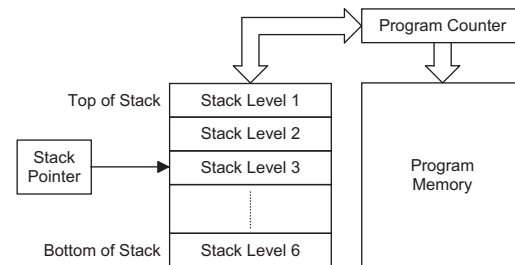 Program Counter
Top of Stack
Stack Level 1
Stack Level 2
Stack
Pointer
Stack Level 3
Program
Memory
Bottom of Stack
Stack Level 6